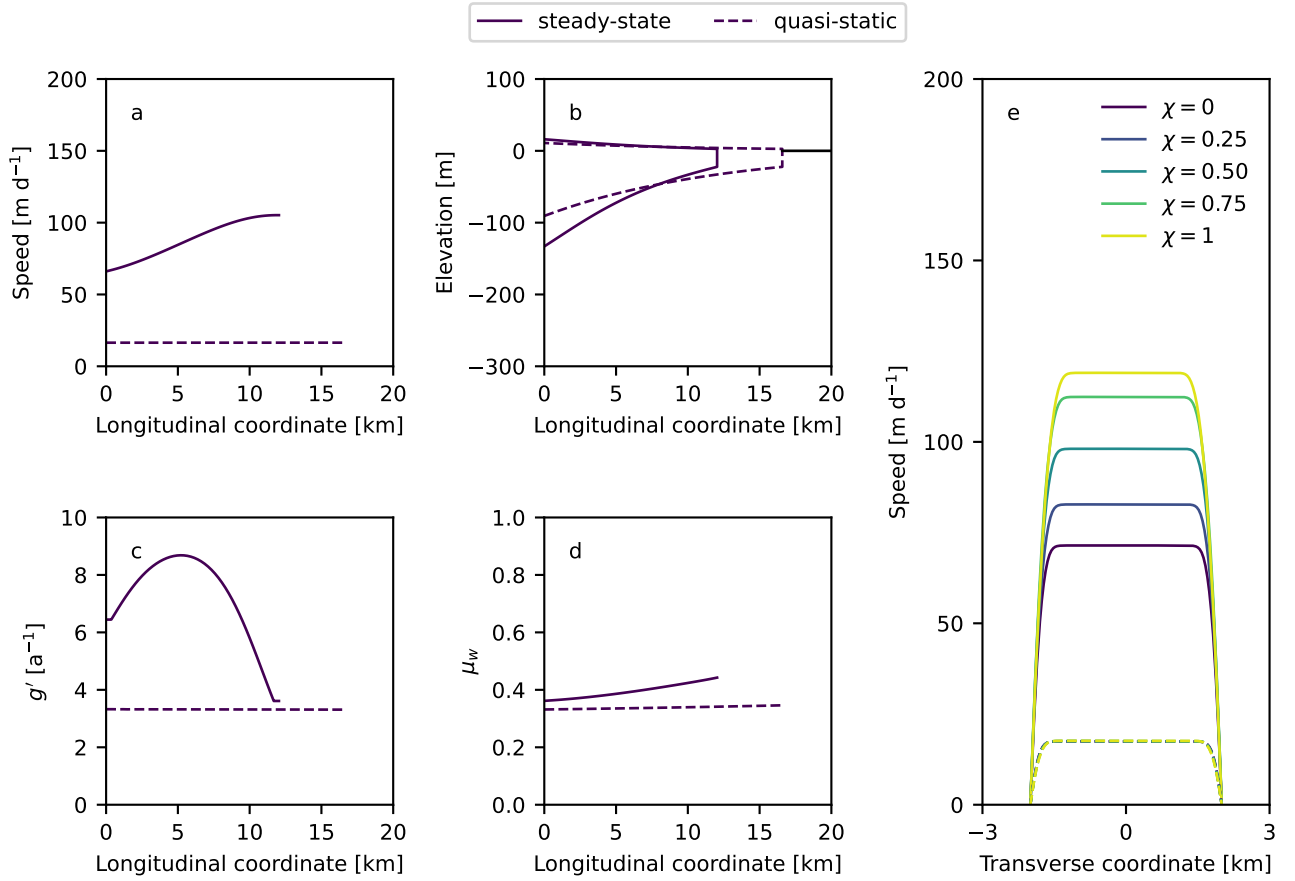 steady-state quasi-static
a
Speed [m d⁻¹]
200
150
100
50
0
0 5 10 15 20
Longitudinal coordinate [km]
b
Elevation [m]
100
0
−100
−200
−300
0 5 10 15 20
Longitudinal coordinate [km]
c
g′ [a⁻¹]
10
8
6
4
2
0
0 5 10 15 20
Longitudinal coordinate [km]
d
μ_w
1.0
0.8
0.6
0.4
0.2
0.0
0 5 10 15 20
Longitudinal coordinate [km]
e
Speed [m d⁻¹]
200
150
100
50
0
−3 0 3
Transverse coordinate [km]
χ = 0
χ = 0.25
χ = 0.50
χ = 0.75
χ = 1